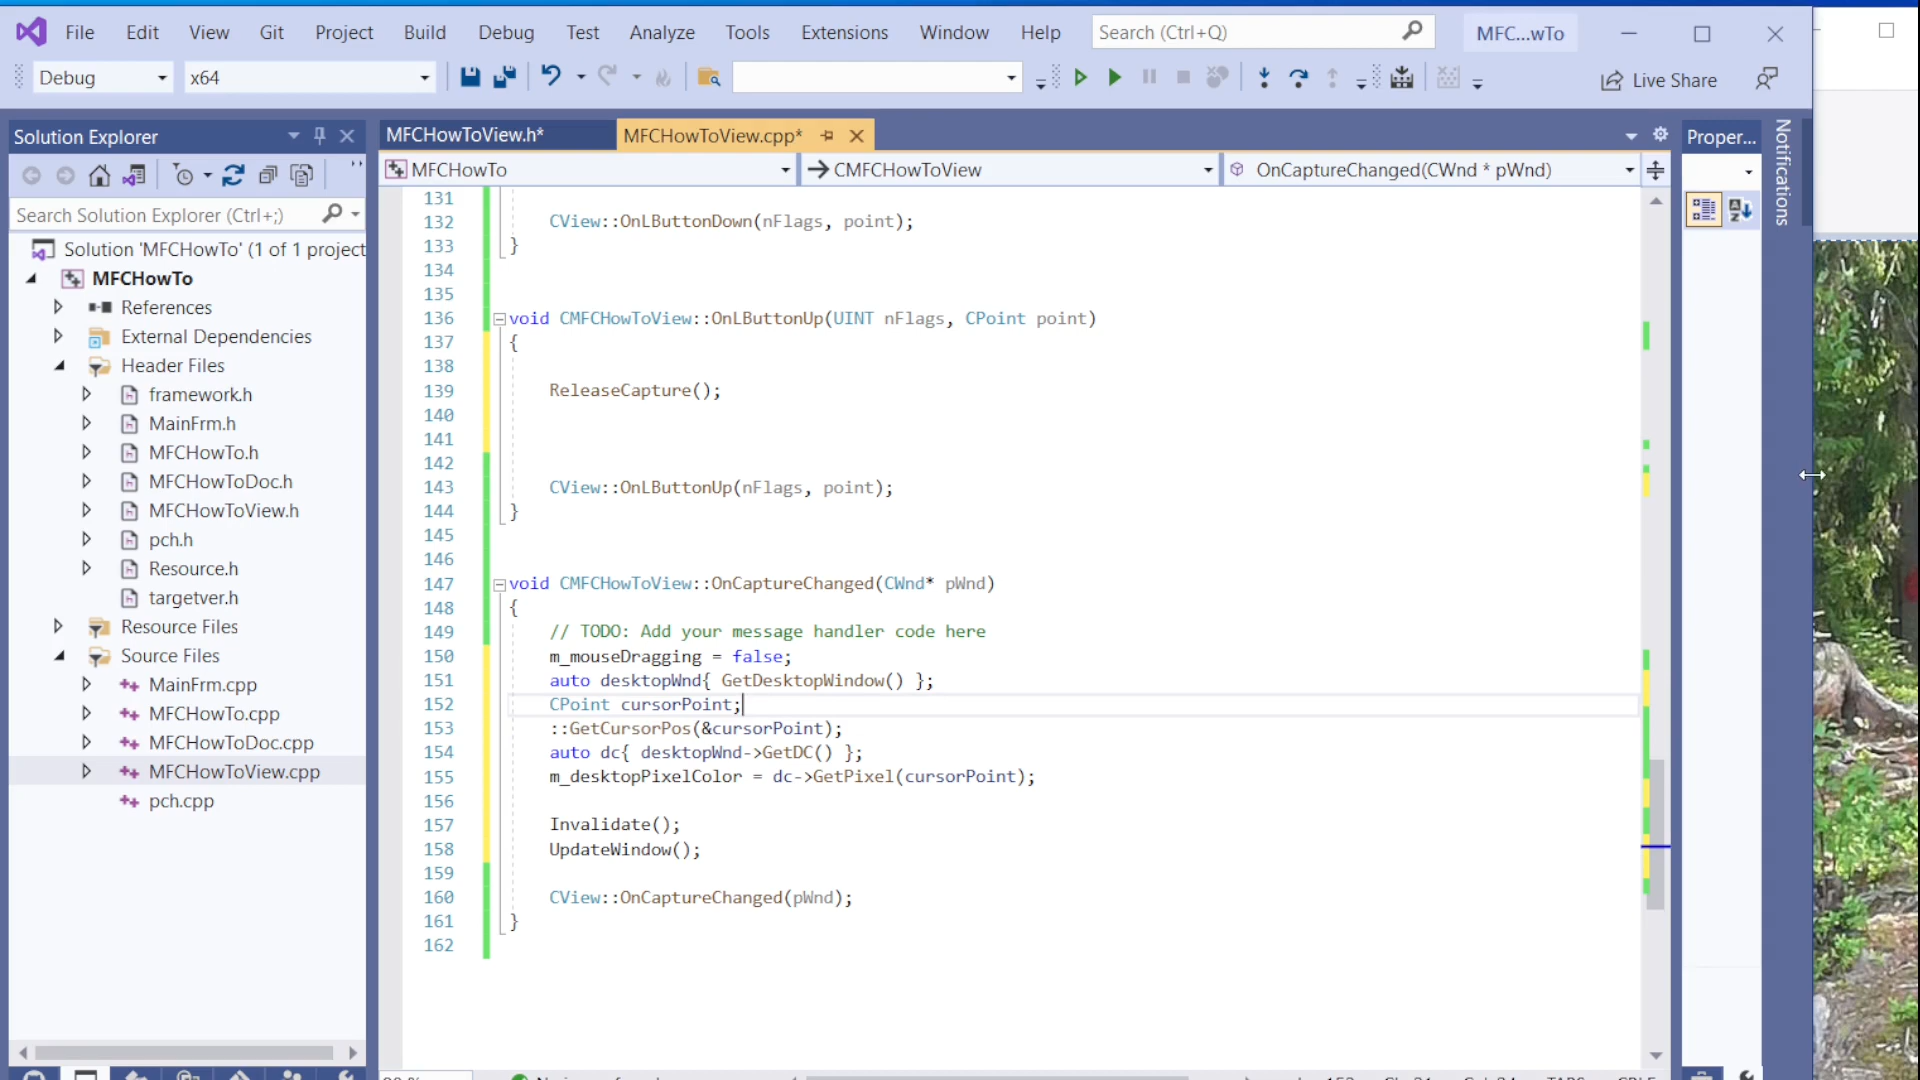 File Edit View Git Project Build Debug Test Analyze Tools Extensions Window Help Search (Ctrl+Q) MFC...wTo
Debug x64 Live Share
Solution Explorer
Search Solution Explorer (Ctrl+;)
Solution 'MFCHowTo' (1 of 1 project
MFCHowTo
References
External Dependencies
Header Files
framework.h
MainFrm.h
MFCHowTo.h
MFCHowToDoc.h
MFCHowToView.h
pch.h
Resource.h
targetver.h
Resource Files
Source Files
MainFrm.cpp
MFCHowTo.cpp
MFCHowToDoc.cpp
MFCHowToView.cpp
pch.cpp
MFCHowToView.h* MFCHowToView.cpp*
MFCHowTo CMFCHowToView OnCaptureChanged(CWnd * pWnd)
131
132 CView::OnLButtonDown(nFlags, point);
133 }
134
135
136 void CMFCHowToView::OnLButtonUp(UINT nFlags, CPoint point)
137 {
138
139 ReleaseCapture();
140
141
142
143 CView::OnLButtonUp(nFlags, point);
144 }
145
146
147 void CMFCHowToView::OnCaptureChanged(CWnd* pWnd)
148 {
149 // TODO: Add your message handler code here
150 m_mouseDragging = false;
151 auto desktopWnd{ GetDesktopWindow() };
152 CPoint cursorPoint;
153 ::GetCursorPos(&cursorPoint);
154 auto dc{ desktopWnd->GetDC() };
155 m_desktopPixelColor = dc->GetPixel(cursorPoint);
156
157 Invalidate();
158 UpdateWindow();
159
160 CView::OnCaptureChanged(pWnd);
161 }
162
Proper...
Notifications